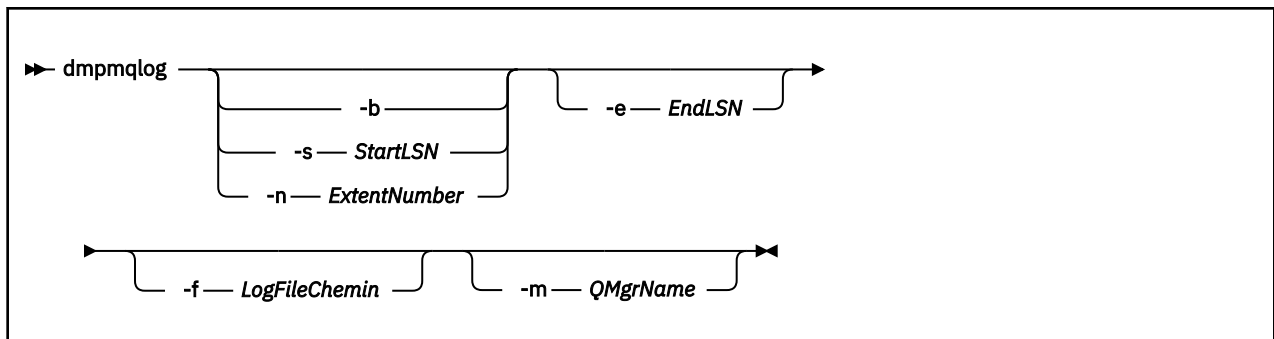 dmpmqlog
-b
-e EndLSN
-s StartLSN
-n ExtentNumber
-f LogFileChemin
-m QMgrName